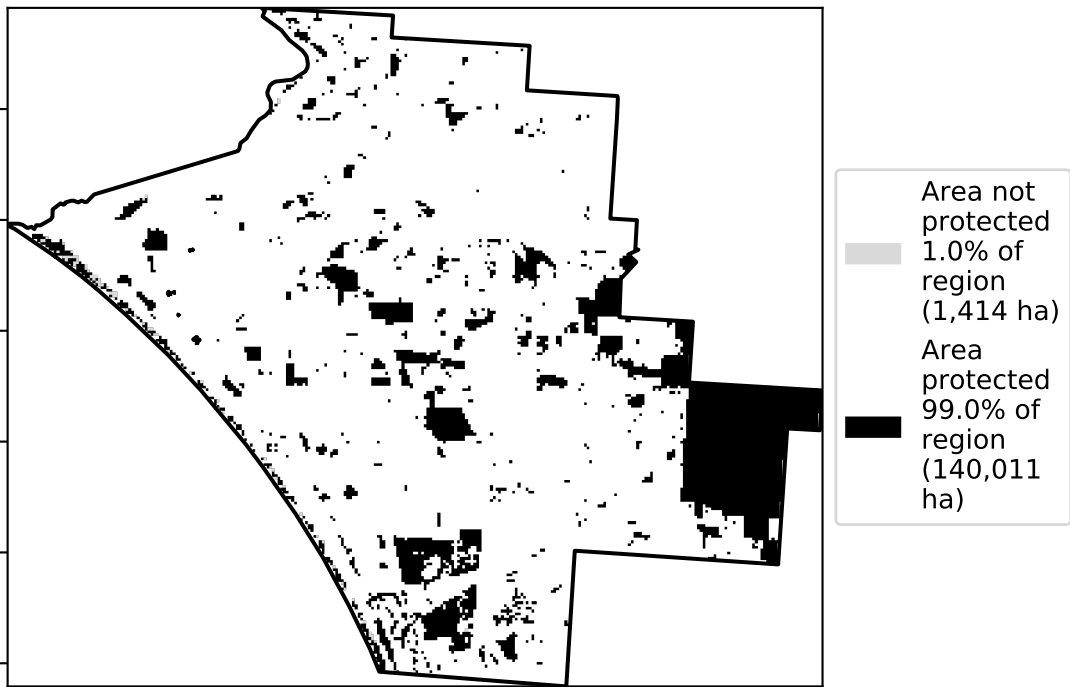 Area not
protected
1.0% of
region
(1,414 ha)
Area
protected
99.0% of
region
(140,011
ha)